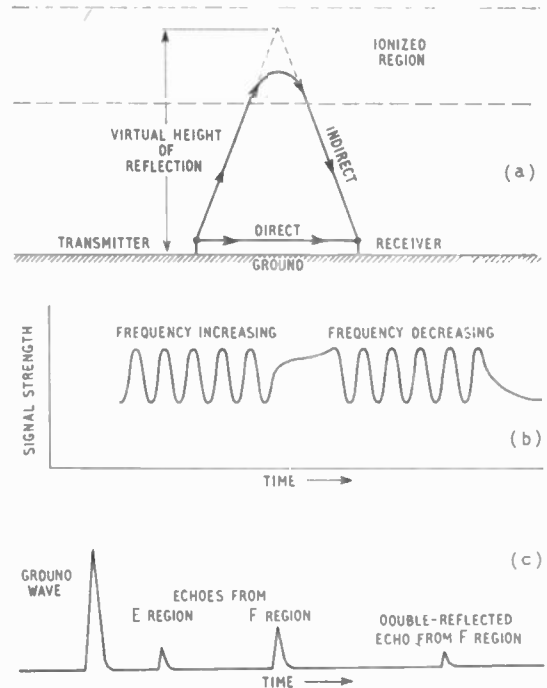 IONIZED
REGION
VIRTUAL HEIGHT
OF
REFLECTION
INDIRECT
(a)
TRANSMITTER
DIRECT
RECEIVER
GROUND
FREQUENCY INCREASING
FREQUENCY DECREASING
SIGNAL STRENGTH
(b)
TIME
(c)
GROUND
WAVE
ECHOES FROM
E REGION
F REGION
DOUBLE-REFLECTED
ECHO FROM F REGION
TIME